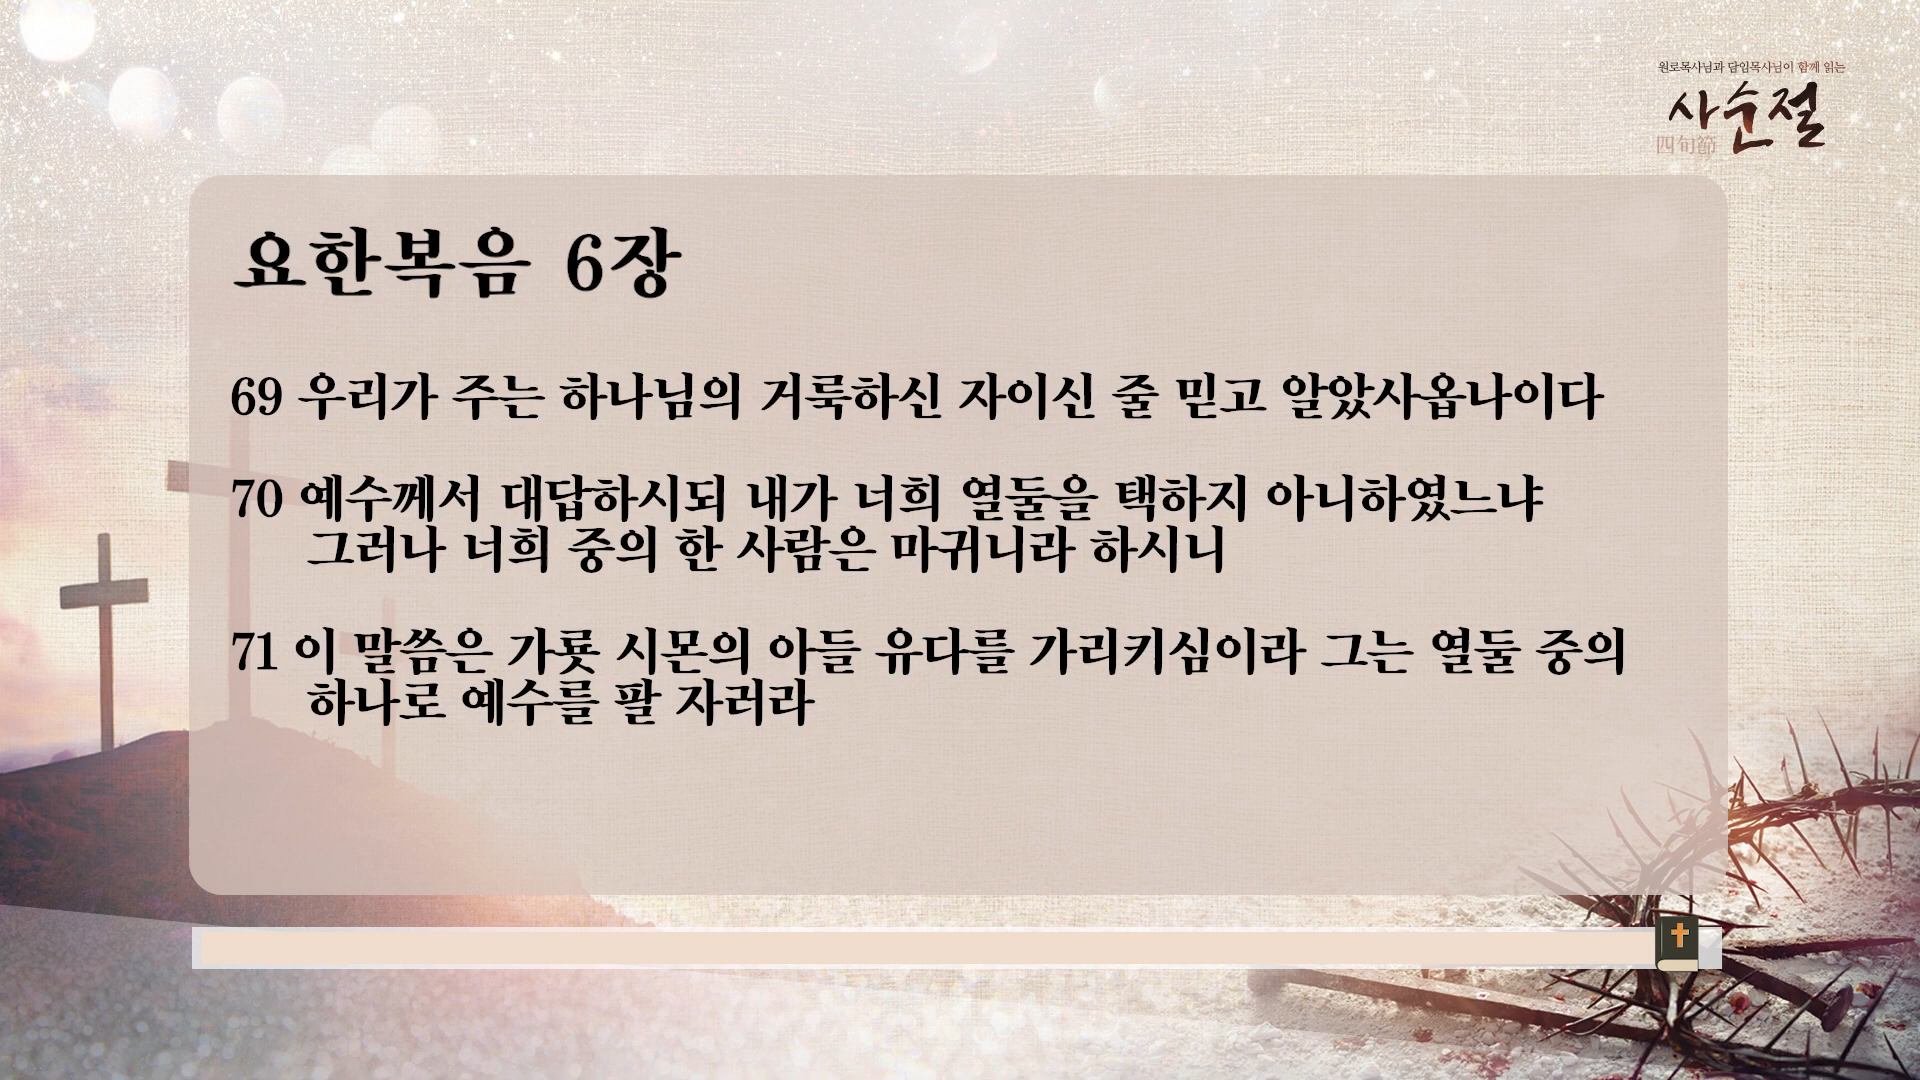 원로목사님과 담임목사님이 함께 읽는
사순절
四旬節
요한복음 6장
69 우리가 주는 하나님의 거룩하신 자이신 줄 믿고 알았사옵나이다
70 예수께서 대답하시되 내가 너희 열둘을 택하지 아니하였느냐
그러나 너희 중의 한 사람은 마귀니라 하시니
71 이 말씀은 가룟 시몬의 아들 유다를 가리키심이라 그는 열둘 중의
하나로 예수를 팔 자러라